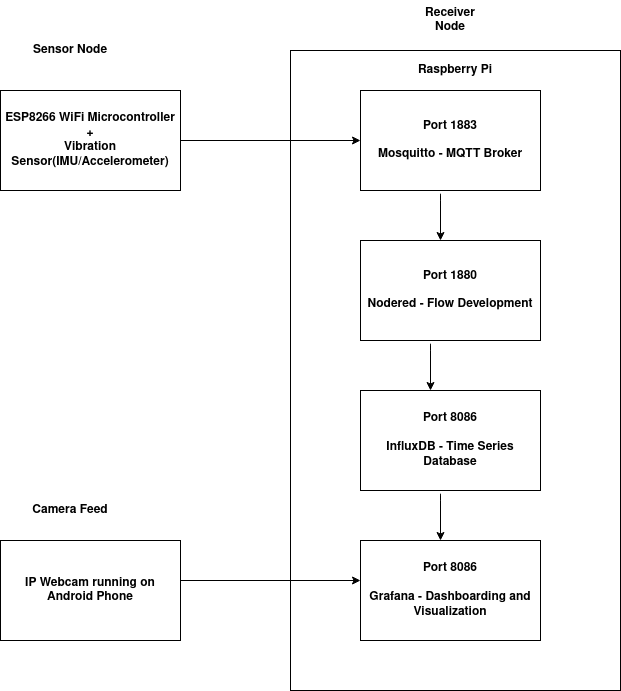 Receiver
Node
Sensor Node
Raspberry Pi
ESP8266 WiFi Microcontroller
+
Vibration
Sensor(IMU/Accelerometer)
Port 1883
Mosquitto - MQTT Broker
Port 1880
Nodered - Flow Development
Port 8086
InfluxDB - Time Series
Database
Camera Feed
IP Webcam running on
Android Phone
Port 8086
Grafana - Dashboarding and
Visualization